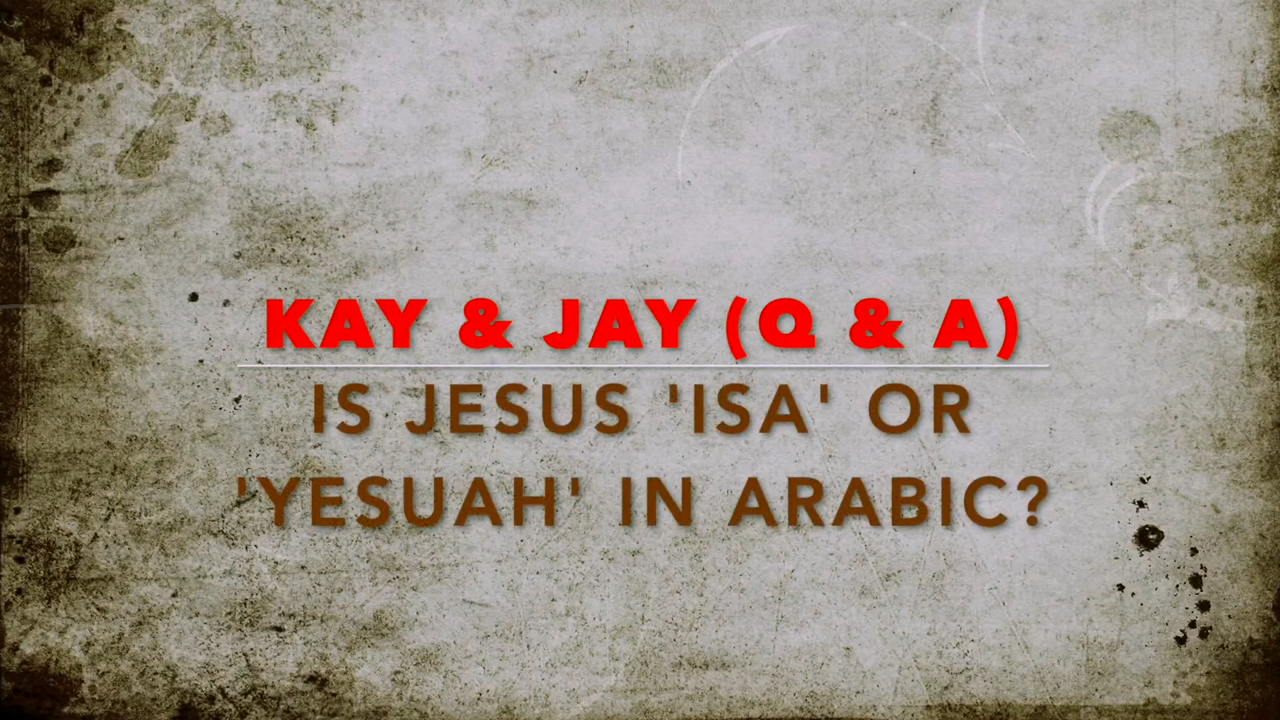 KAY & JAY (Q & A)
IS JESUS 'ISA' OR
'YESUAH' IN ARABIC?